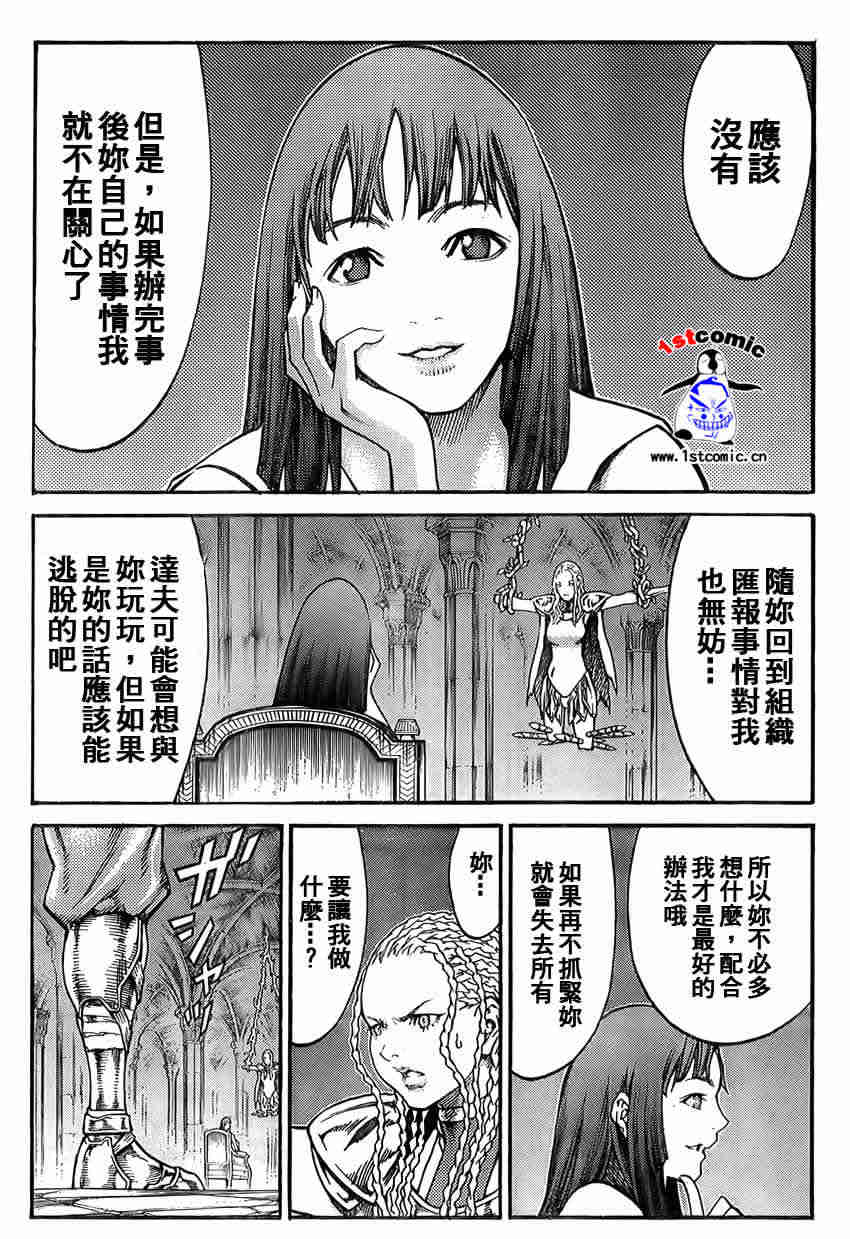 應該
沒有
但是，如果辦完事
後妳自己的事情我
就不在關心了
1stcomic
www.1stcomic.cn
隨妳回到組織
匯報事情對我
也無妨…
達夫可能會想與
妳玩玩，但如果
是妳的話應該能
逃脫的吧
所以妳不必多
想什麼，配合
我才是最好的
辦法哦
如果再不抓緊妳
就會失去所有
妳…
要讓我做
什麼…?
ガシャ